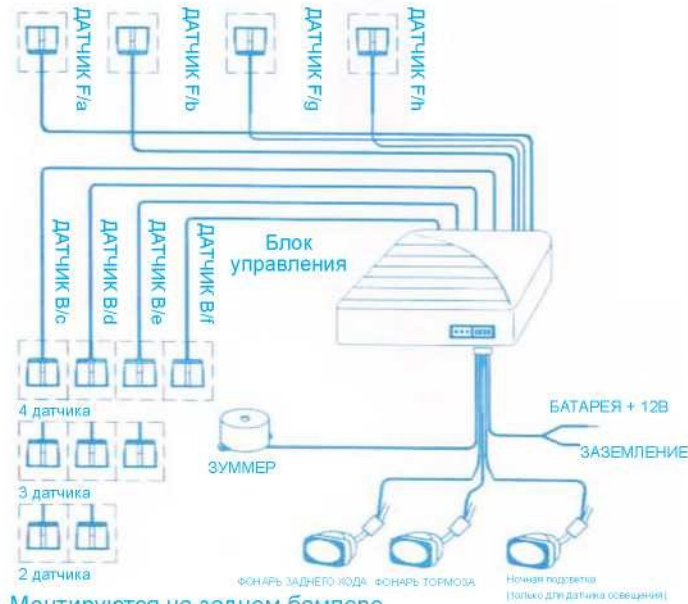 ДАТЧИК F/a
ДАТЧИК F/b
ДАТЧИК F/g
ДАТЧИК F/h
ДАТЧИК B/c
ДАТЧИК B/d
ДАТЧИК B/e
ДАТЧИК B/f
Блок
управления
4 датчика
3 датчика
2 датчика
ЗУММЕР
БАТАРЕЯ + 12В
ЗАЗЕМЛЕНИЕ
ФОНАРЬ ЗАДНЕГО ХОДА
ФОНАРЬ ТОРМОЗА
Ночная подсветка
(только для датчика освещения)
Монтируются на заднем бампере